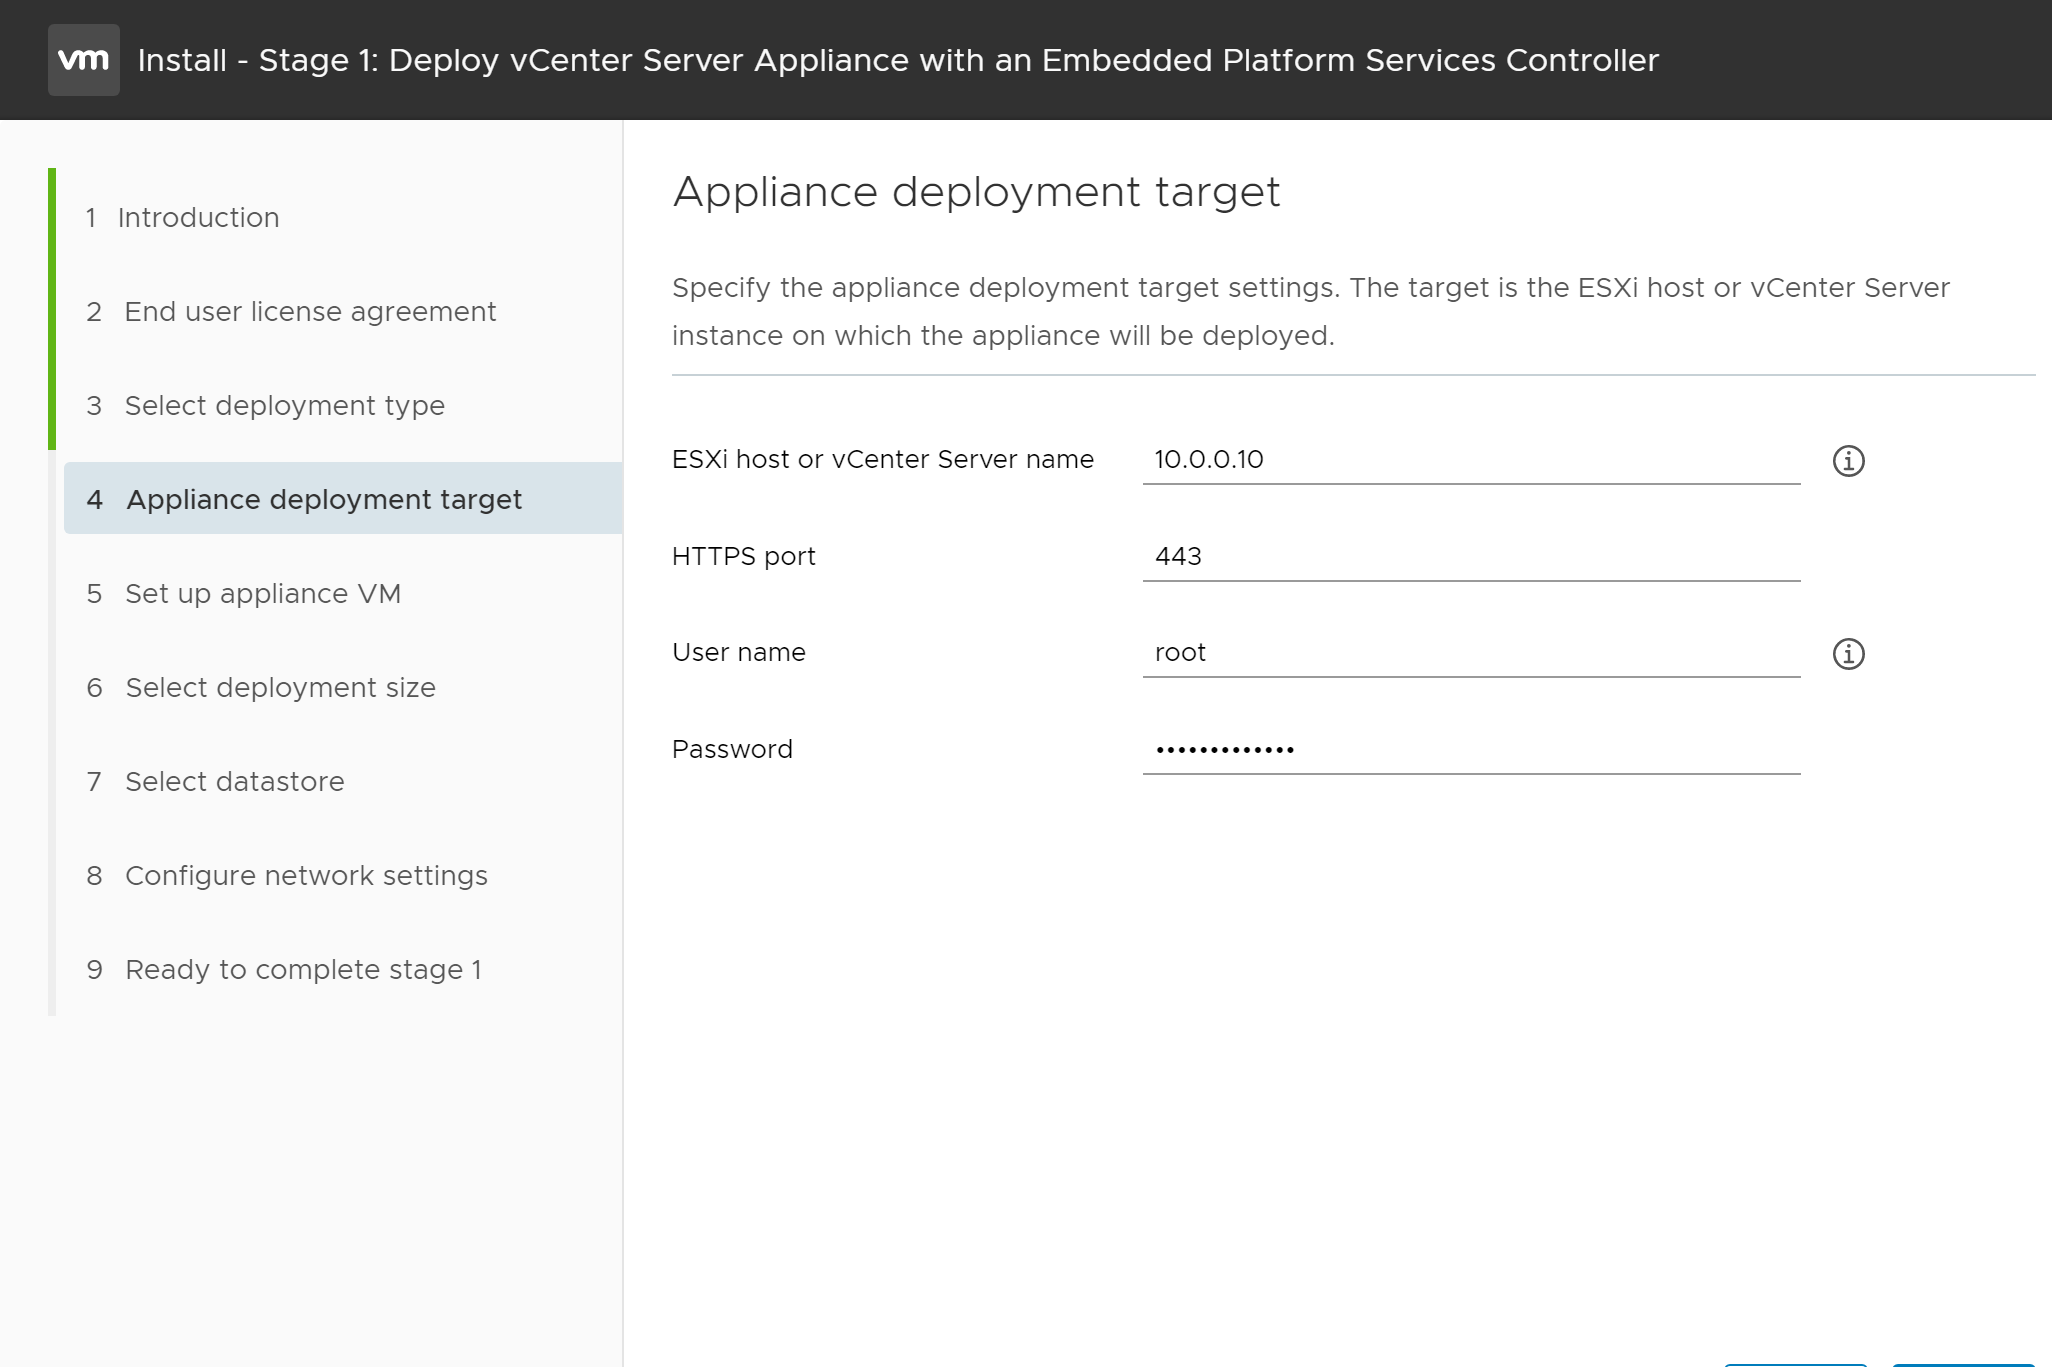 vm
Install - Stage 1: Deploy vCenter Server Appliance with an Embedded Platform Services Controller
1 Introduction
2 End user license agreement
3 Select deployment type
4 Appliance deployment target
5 Set up appliance VM
6 Select deployment size
7 Select datastore
8 Configure network settings
9 Ready to complete stage 1
Appliance deployment target
Specify the appliance deployment target settings. The target is the ESXi host or vCenter Server
instance on which the appliance will be deployed.
ESXi host or vCenter Server name 10.0.0.10
HTTPS port 443
User name root
Password •••••••••••••